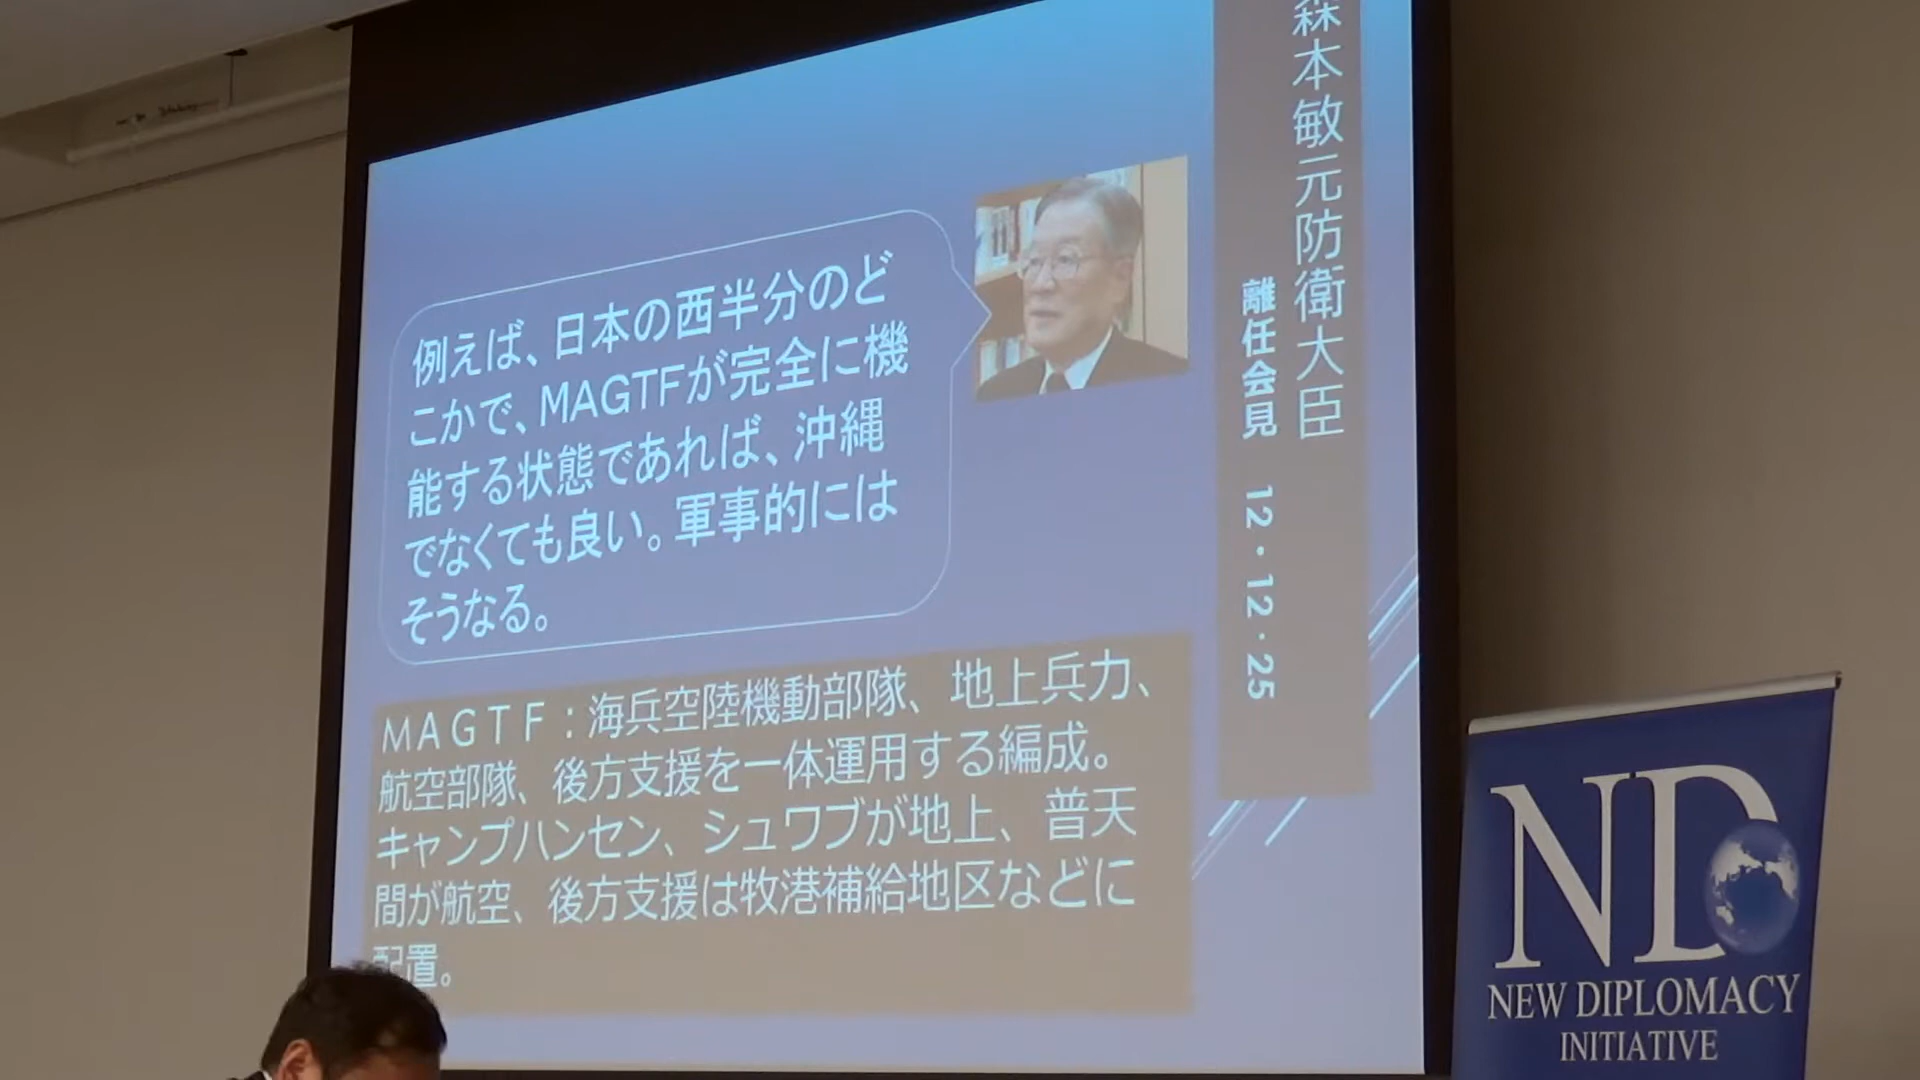 森本敏元防衛大臣
離任会見 12・12・25
例えば、日本の西半分のど
こかで、MAGTFが完全に機
能する状態であれば、沖縄
でなくても良い。軍事的には
そうなる。
ＭＡＧＴＦ：海兵空陸機動部隊、地上兵力、
航空部隊、後方支援を一体運用する編成。
キャンプハンセン、シュワブが地上、普天
間が航空、後方支援は牧港補給地区などに
配置。
ND
NEW DIPLOMACY
INITIATIVE